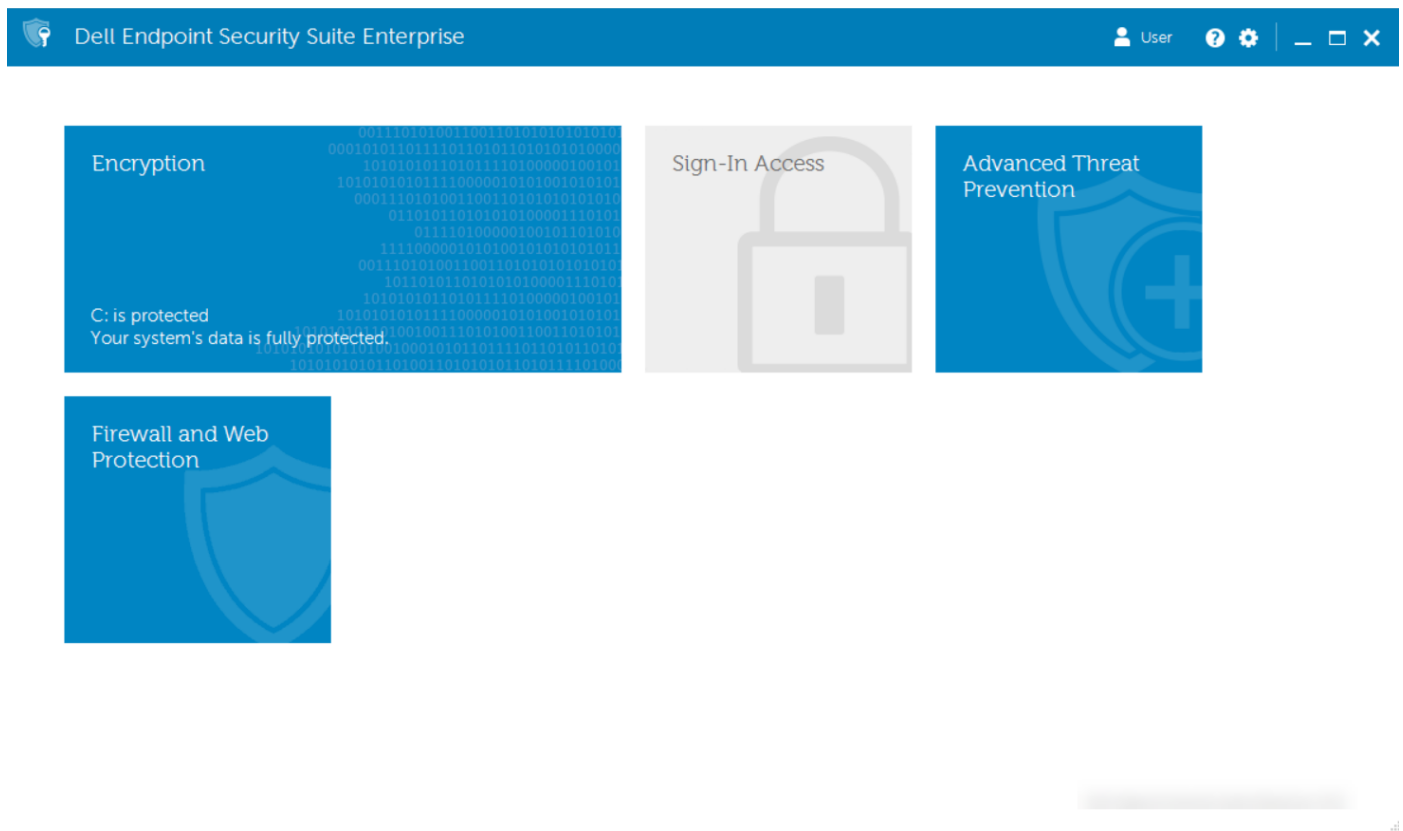 Dell Endpoint Security Suite Enterprise
User
Encryption
C: is protected
Your system's data is fully protected.
Sign-In Access
Advanced Threat
Prevention
Firewall and Web
Protection